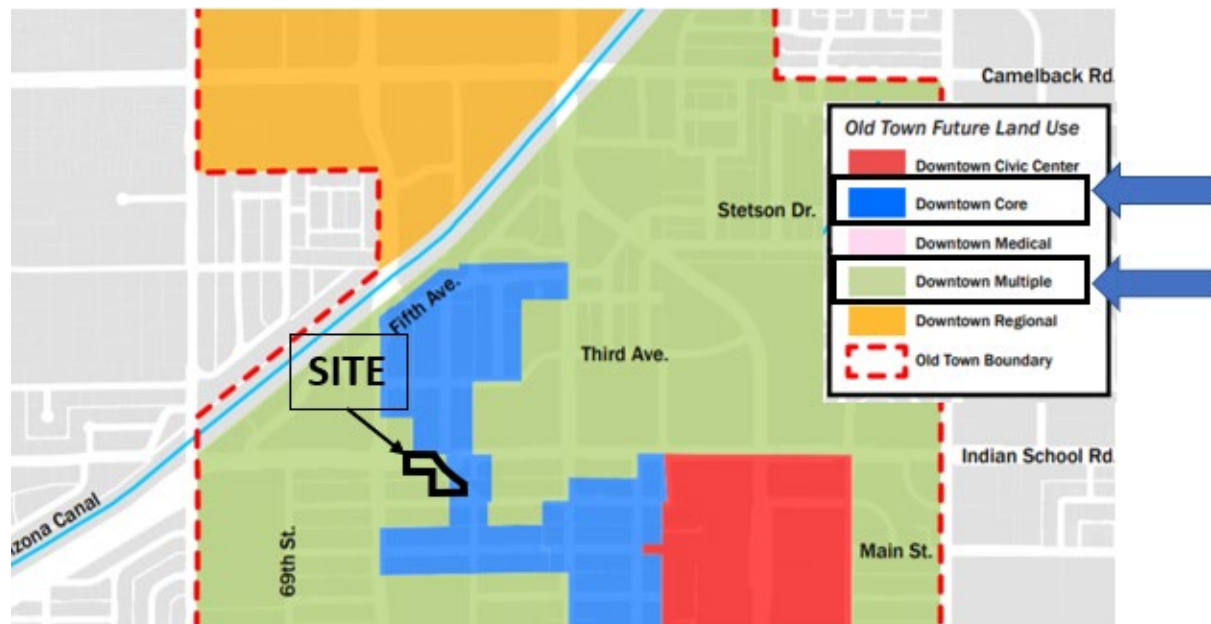 Camelback Rd
Old Town Future Land Use
Downtown Civic Center
Downtown Core
Downtown Medical
Downtown Multiple
Downtown Regional
Old Town Boundary
Stetson Dr.
Fifth Ave.
Third Ave.
SITE
Indian School Rd
izona Canal
69th St.
Main St.